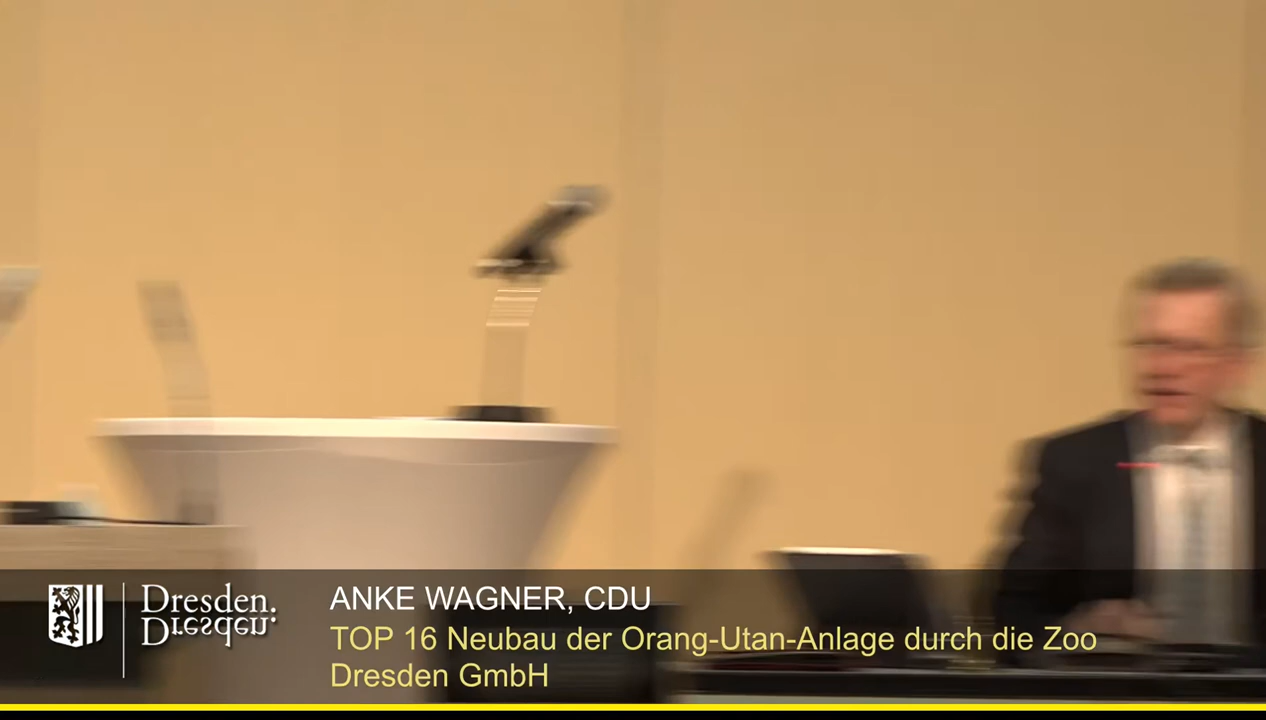 Dresden.
Dresden.
ANKE WAGNER, CDU
TOP 16 Neubau der Orang-Utan-Anlage durch die Zoo
Dresden GmbH